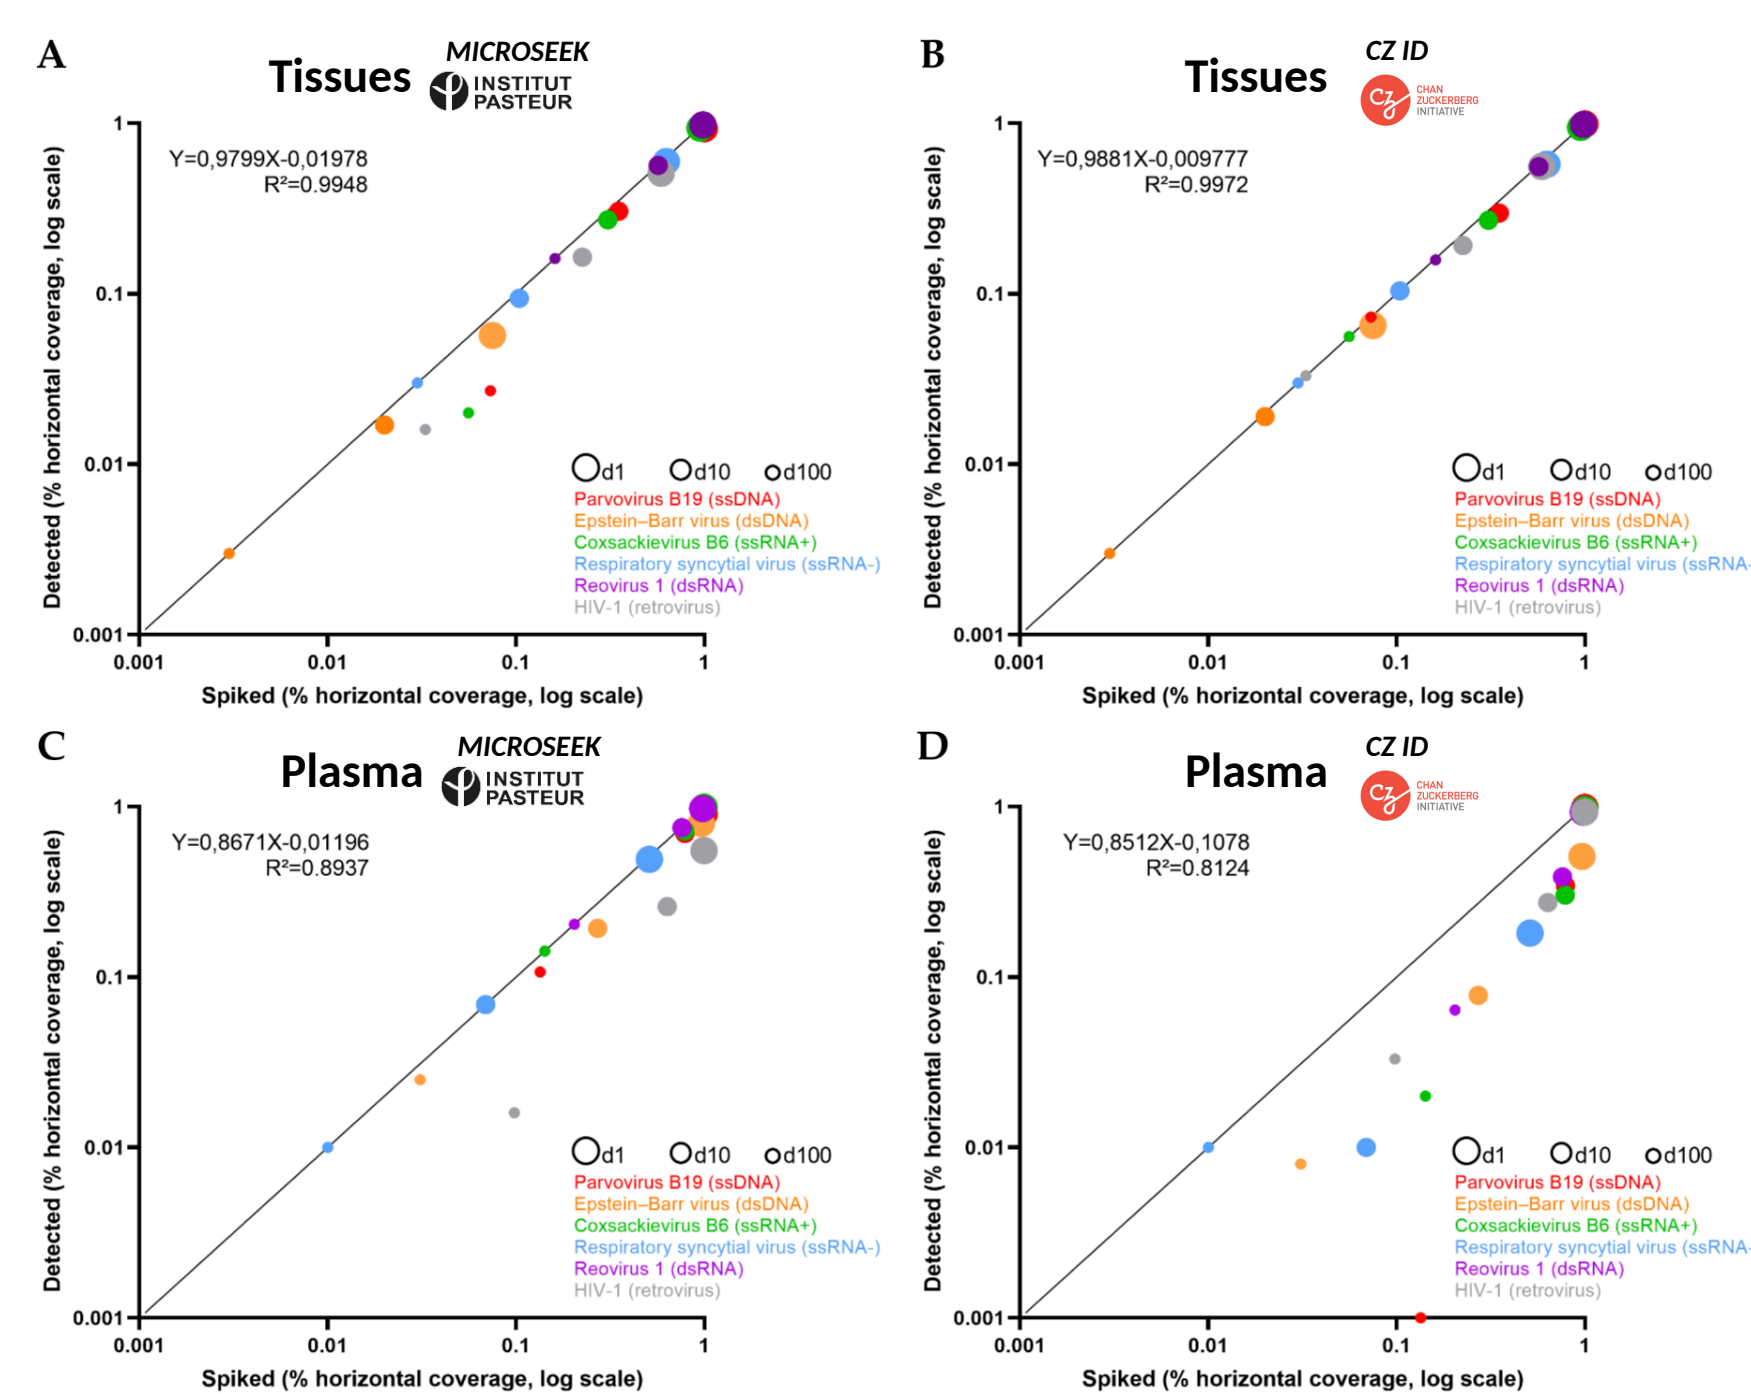 A
Tissues
MICROSEEK
INSTITUT
PASTEUR
Y=0,9799X-0,01978
R²=0.9948
Detected (% horizontal coverage, log scale)
1
0.1
0.01
0.001
d1 d10 d100
Parvovirus B19 (ssDNA)
Epstein–Barr virus (dsDNA)
Coxsackievirus B6 (ssRNA+)
Respiratory syncytial virus (ssRNA-)
Reovirus 1 (dsRNA)
HIV-1 (retrovirus)
0.001 0.01 0.1 1
Spiked (% horizontal coverage, log scale)
B
Tissues
CZ ID
CZ
CHAN
ZUCKERBERG
INITIATIVE
Y=0,9881X-0,009777
R²=0.9972
Detected (% horizontal coverage, log scale)
1
0.1
0.01
0.001
d1 d10 d100
Parvovirus B19 (ssDNA)
Epstein–Barr virus (dsDNA)
Coxsackievirus B6 (ssRNA+)
Respiratory syncytial virus (ssRNA-
Reovirus 1 (dsRNA)
HIV-1 (retrovirus)
0.001 0.01 0.1 1
Spiked (% horizontal coverage, log scale)
C
Plasma
MICROSEEK
INSTITUT
PASTEUR
Y=0,8671X-0,01196
R²=0.8937
Detected (% horizontal coverage, log scale)
1
0.1
0.01
0.001
d1 d10 d100
Parvovirus B19 (ssDNA)
Epstein–Barr virus (dsDNA)
Coxsackievirus B6 (ssRNA+)
Respiratory syncytial virus (ssRNA-)
Reovirus 1 (dsRNA)
HIV-1 (retrovirus)
0.001 0.01 0.1 1
Spiked (% horizontal coverage, log scale)
D
Plasma
CZ ID
CZ
CHAN
ZUCKERBERG
INITIATIVE
Y=0,8512X-0,1078
R²=0.8124
Detected (% horizontal coverage, log scale)
1
0.1
0.01
0.001
d1 d10 d100
Parvovirus B19 (ssDNA)
Epstein–Barr virus (dsDNA)
Coxsackievirus B6 (ssRNA+)
Respiratory syncytial virus (ssRNA-
Reovirus 1 (dsRNA)
HIV-1 (retrovirus)
0.001 0.01 0.1 1
Spiked (% horizontal coverage, log scale)